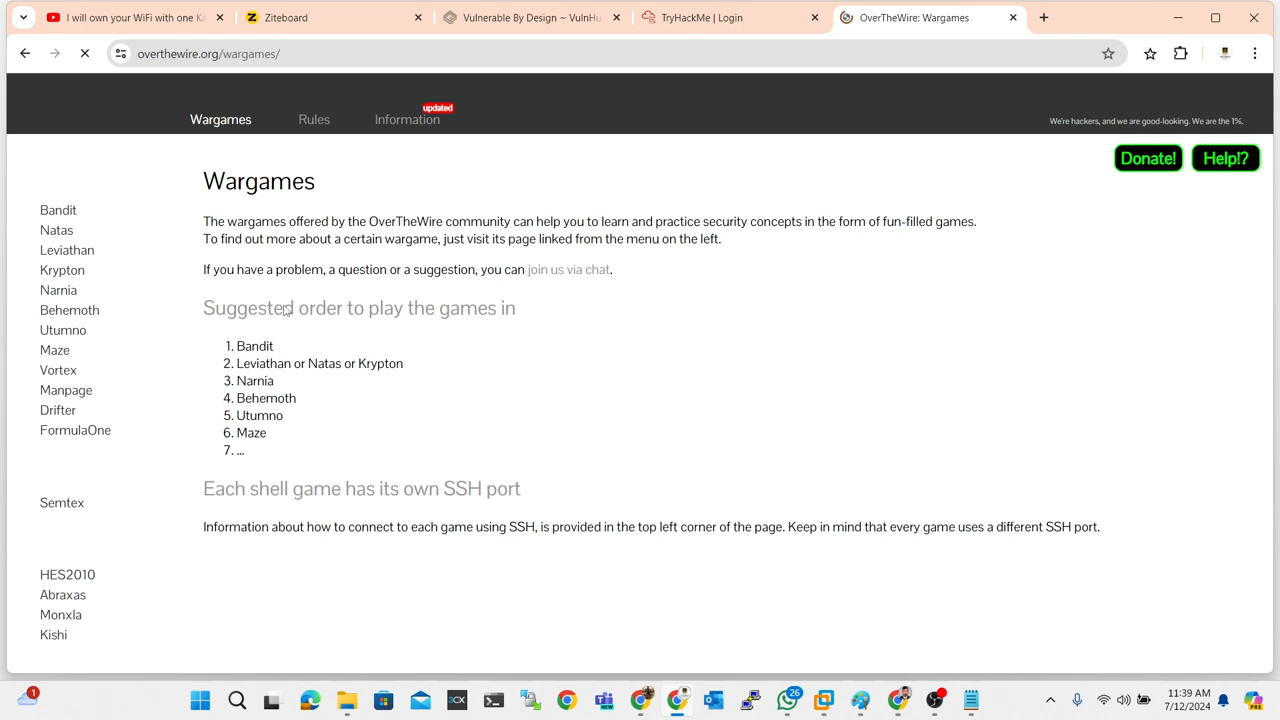 I will own your WiFi with one Ka
Ziteboard
Vulnerable By Design ~ VulnHu
TryHackMe | Login
OverTheWire: Wargames
overthewire.org/wargames/
updated
Wargames
Rules
Information
We're hackers, and we are good-looking. We are the 1%.
Donate!
Help!?
Wargames
Bandit
Natas
Leviathan
Krypton
Narnia
Behemoth
Utumno
Maze
Vortex
Manpage
Drifter
FormulaOne
Semtex
HES2010
Abraxas
Monxla
Kishi
The wargames offered by the OverTheWire community can help you to learn and practice security concepts in the form of fun-filled games.
To find out more about a certain wargame, just visit its page linked from the menu on the left.
If you have a problem, a question or a suggestion, you can join us via chat.
Suggested order to play the games in
1. Bandit
2. Leviathan or Natas or Krypton
3. Narnia
4. Behemoth
5. Utumno
6. Maze
7. ...
Each shell game has its own SSH port
Information about how to connect to each game using SSH, is provided in the top left corner of the page. Keep in mind that every game uses a different SSH port.
1
3CX
NEW
26
11:39 AM
7/12/2024
PRE